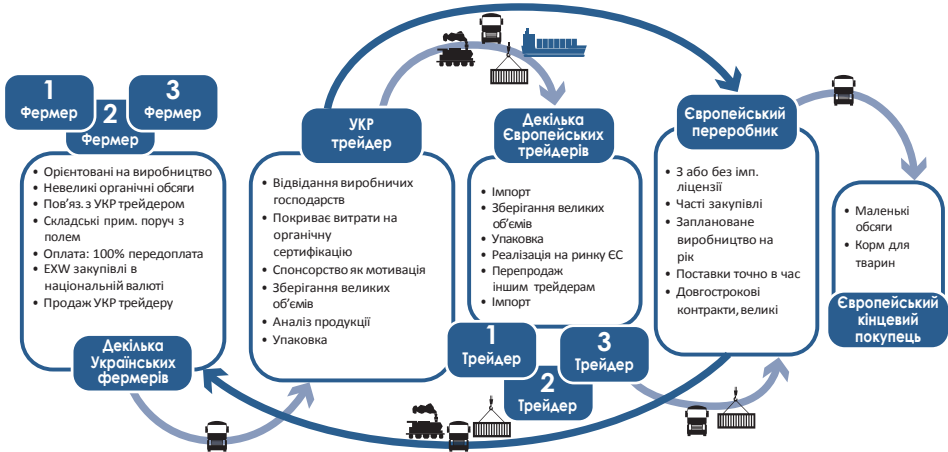 1
Фермер
2
Фермер
3
Фермер
• Орієнтовані на виробництво
• Невеликі органічні обсяги
• Пов’яз. з УКР трейдером
• Складські прим. поруч з
полем
• Оплата: 100% передоплата
• EXW закупівлі в
національній валюті
• Продаж УКР трейдеру
Декілька
Українських
фермерів
УКР
трейдер
• Відвідання виробничих
господарств
• Покриває витрати на
органічну
сертифікацію
• Спонсорство як мотивація
• Зберігання великих
об’ємів
• Аналіз продукції
• Упаковка
Декілька
Європейських
трейдерів
• Імпорт
• Зберігання великих
об’ємів
• Упаковка
• Реалізація на ринку ЄС
• Перепродаж
іншим трейдерам
• Імпорт
1
Трейдер
2
Трейдер
3
Трейдер
Європейський
переробник
• З або без імп.
ліцензії
• Часті закупівлі
• Заплановане
виробництво на
рік
• Поставки точно в час
• Довгострокові
контракти, великі
• Маленькі
обсяги
• Корм для
тварин
Європейський
кінцевий
покупець